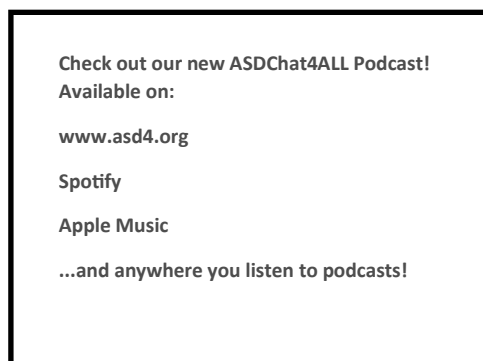 Check out our new ASDChat4ALL Podcast!
Available on:
www.asd4.org
Spotify
Apple Music
...and anywhere you listen to podcasts!